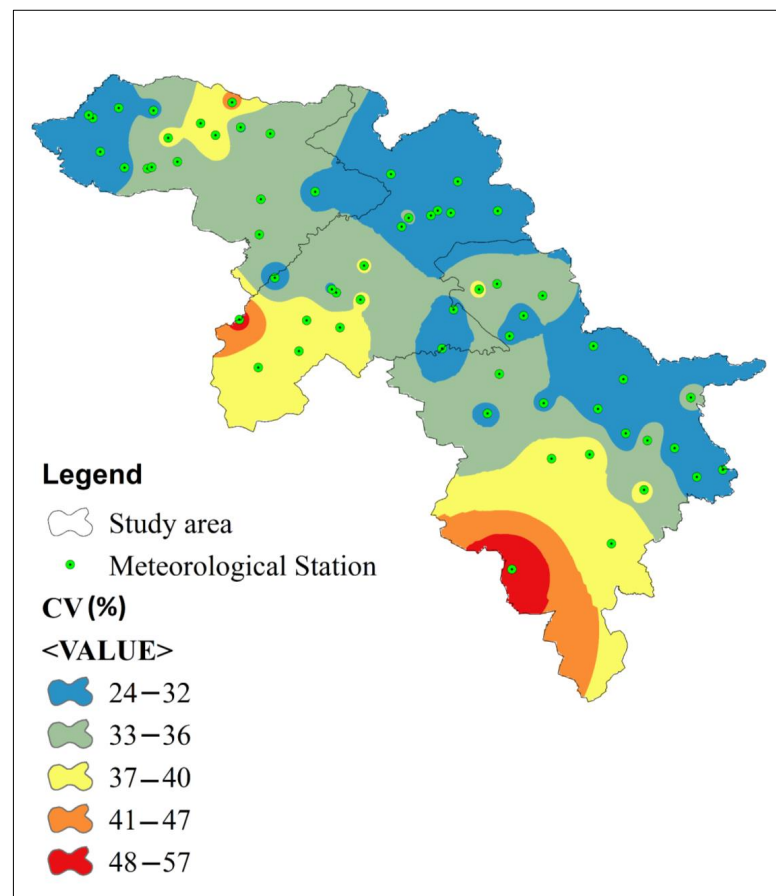 Legend
Study area
Meteorological Station
CV (%)
<VALUE>
24–32
33–36
37–40
41–47
48–57